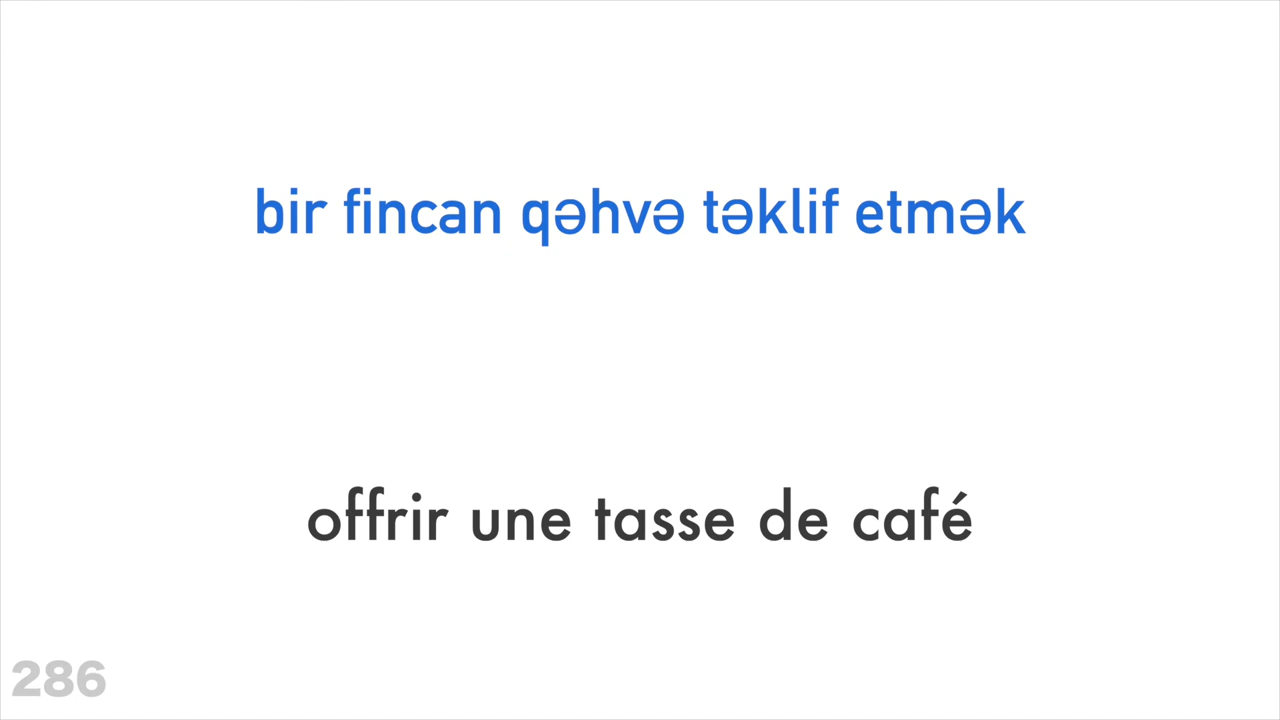 bir fincan qəhvə təklif etmək
offrir une tasse de café
286